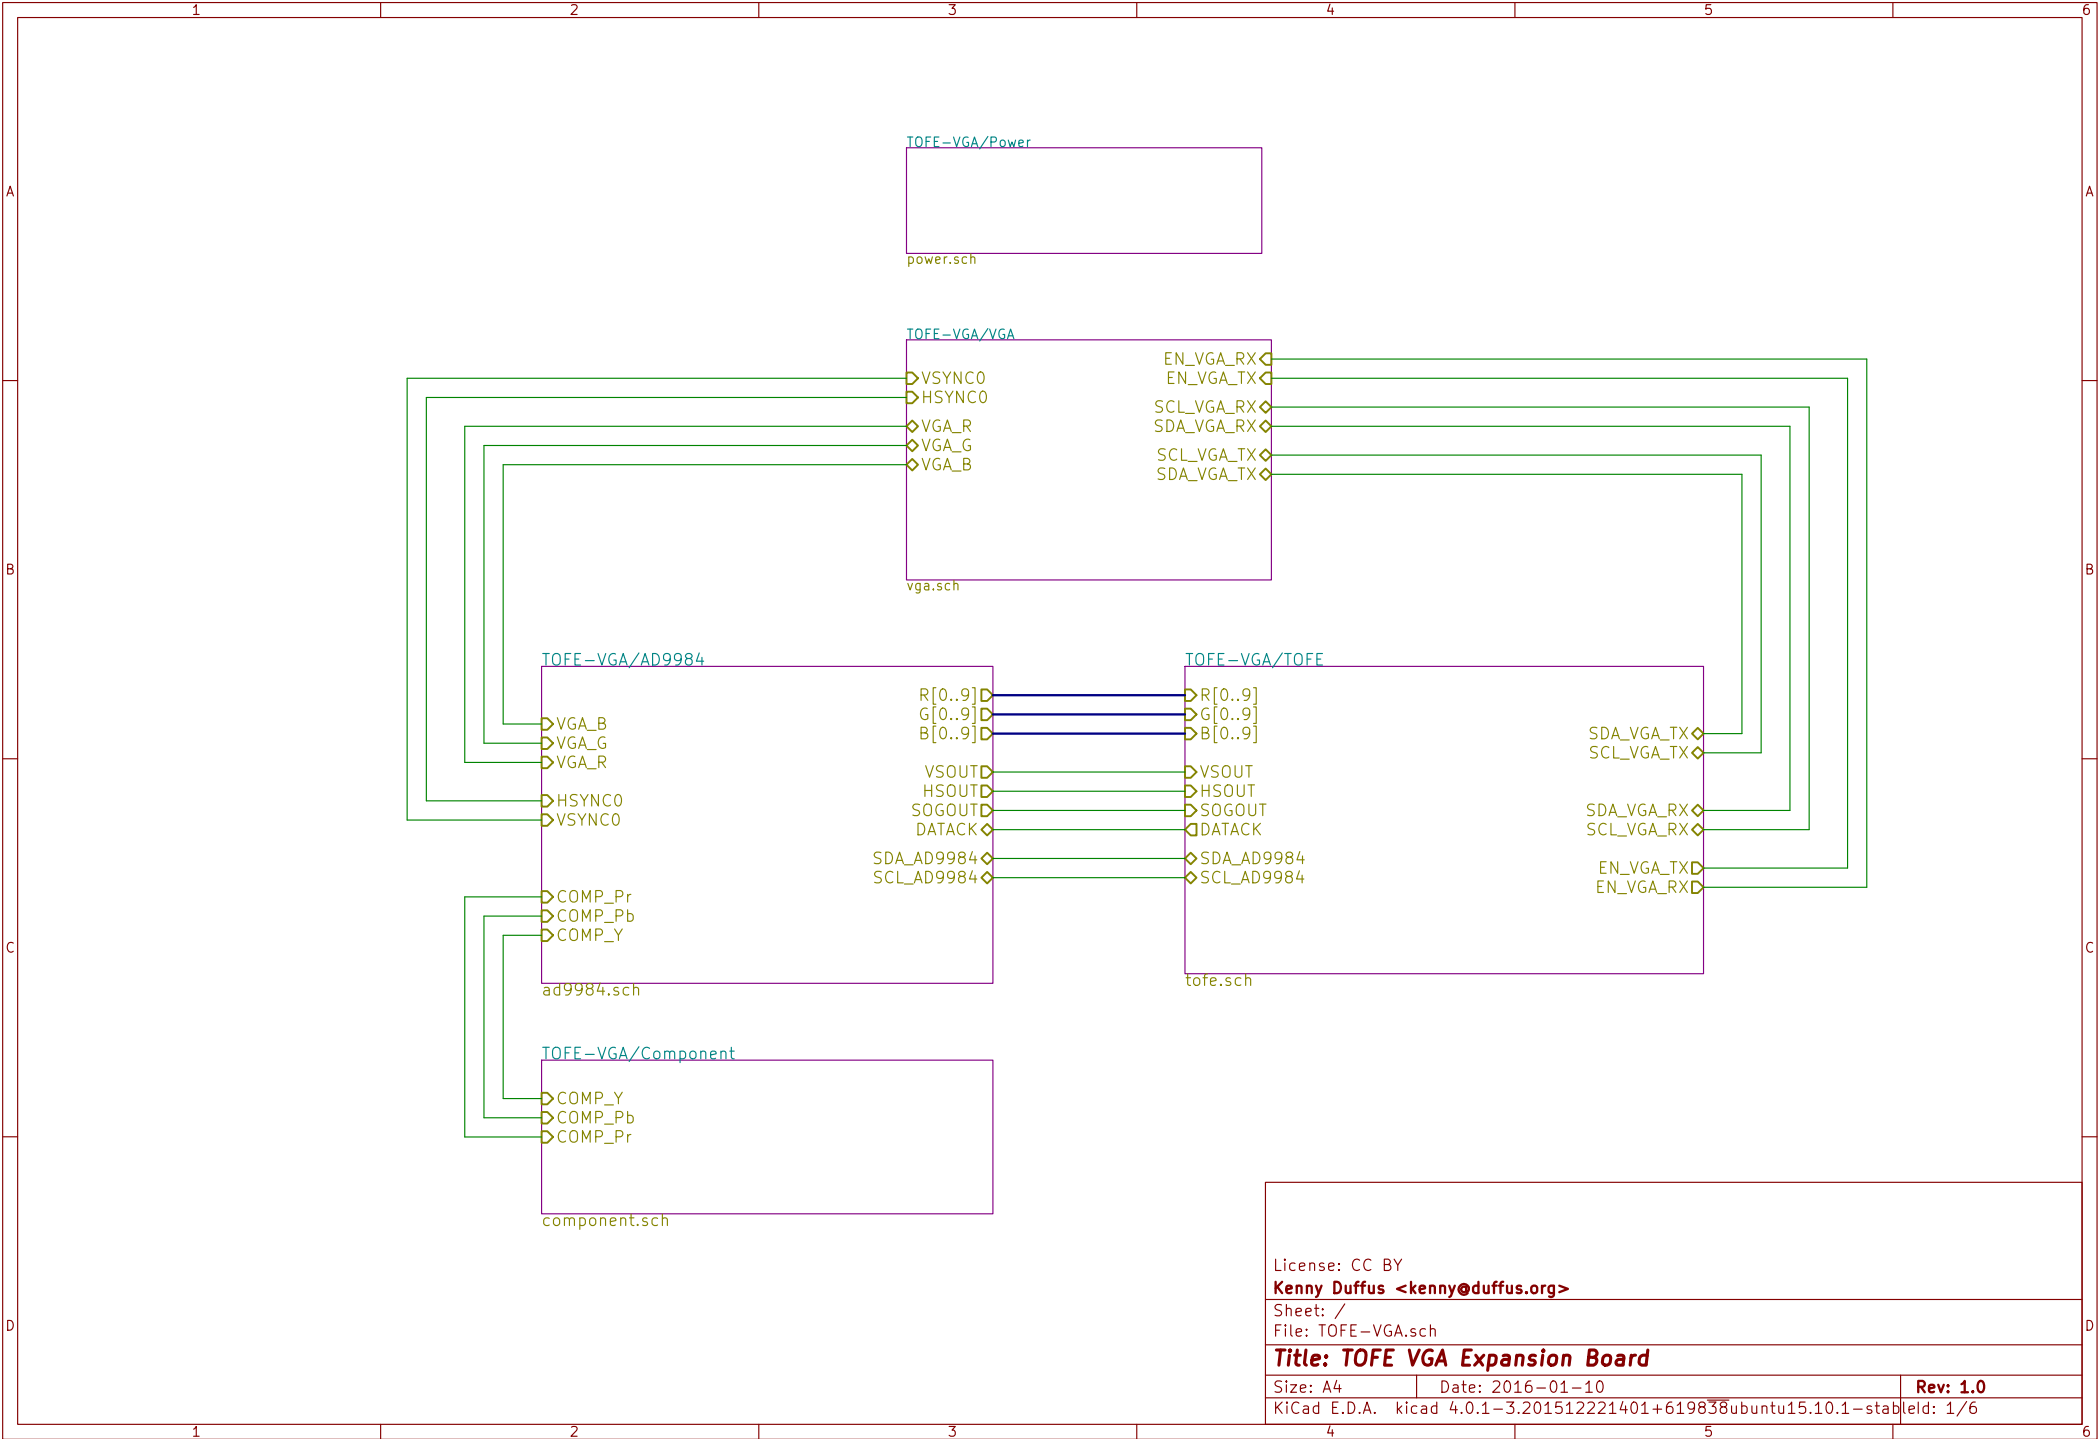 1 2 3 4 5 6
A A
B B
C C
D D
TOFE-VGA/Power
power.sch
TOFE-VGA/VGA
VSYNC0
HSYNC0
VGA_R
VGA_G
VGA_B
EN_VGA_RX
EN_VGA_TX
SCL_VGA_RX
SDA_VGA_RX
SCL_VGA_TX
SDA_VGA_TX
vga.sch
TOFE-VGA/AD9984
VGA_B
VGA_G
VGA_R
HSYNC0
VSYNC0
COMP_Pr
COMP_Pb
COMP_Y
R[0..9]
G[0..9]
B[0..9]
VSOUT
HSOUT
SOGOUT
DATACK
SDA_AD9984
SCL_AD9984
ad9984.sch
TOFE-VGA/TOFE
R[0..9]
G[0..9]
B[0..9]
VSOUT
HSOUT
SOGOUT
DATACK
SDA_AD9984
SCL_AD9984
SDA_VGA_TX
SCL_VGA_TX
SDA_VGA_RX
SCL_VGA_RX
EN_VGA_TX
EN_VGA_RX
tofe.sch
TOFE-VGA/Component
COMP_Y
COMP_Pb
COMP_Pr
component.sch
License: CC BY
Kenny Duffus <kenny@duffus.org>
Sheet: /
File: TOFE-VGA.sch
Title: TOFE VGA Expansion Board
Size: A4 Date: 2016-01-10 Rev: 1.0
KiCad E.D.A. kicad 4.0.1-3.201512221401+619838ubuntu15.10.1-stable Id: 1/6
1 2 3 4 5 6